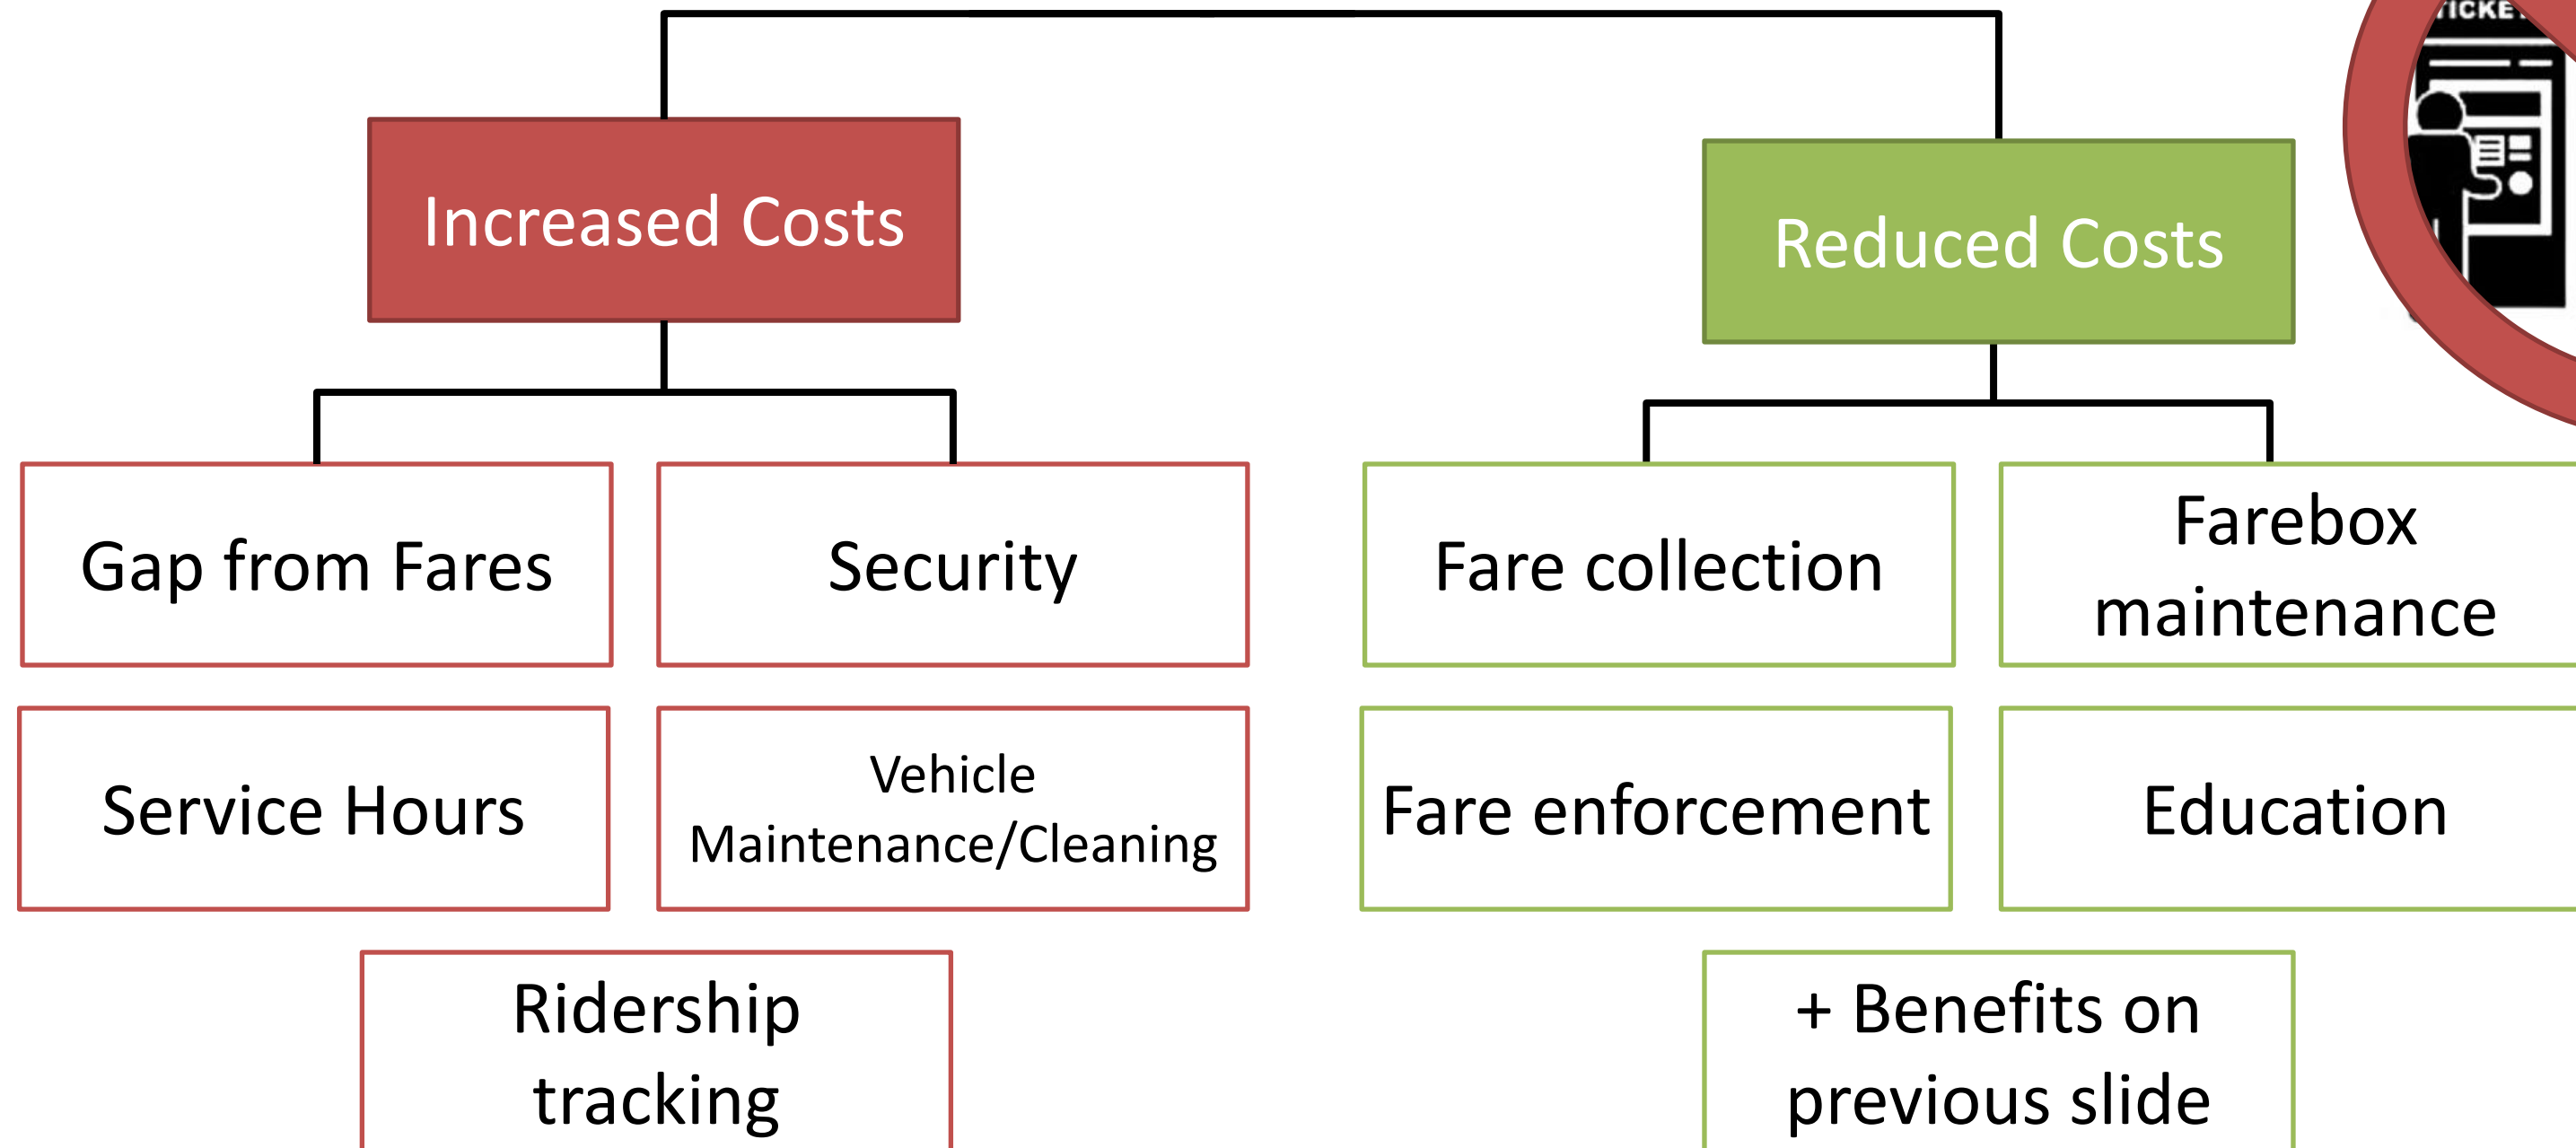 Increased Costs
Reduced Costs
Gap from Fares
Security
Fare collection
Farebox
maintenance
Service Hours
Vehicle
Maintenance/Cleaning
Fare enforcement
Education
Ridership
tracking
+ Benefits on
previous slide